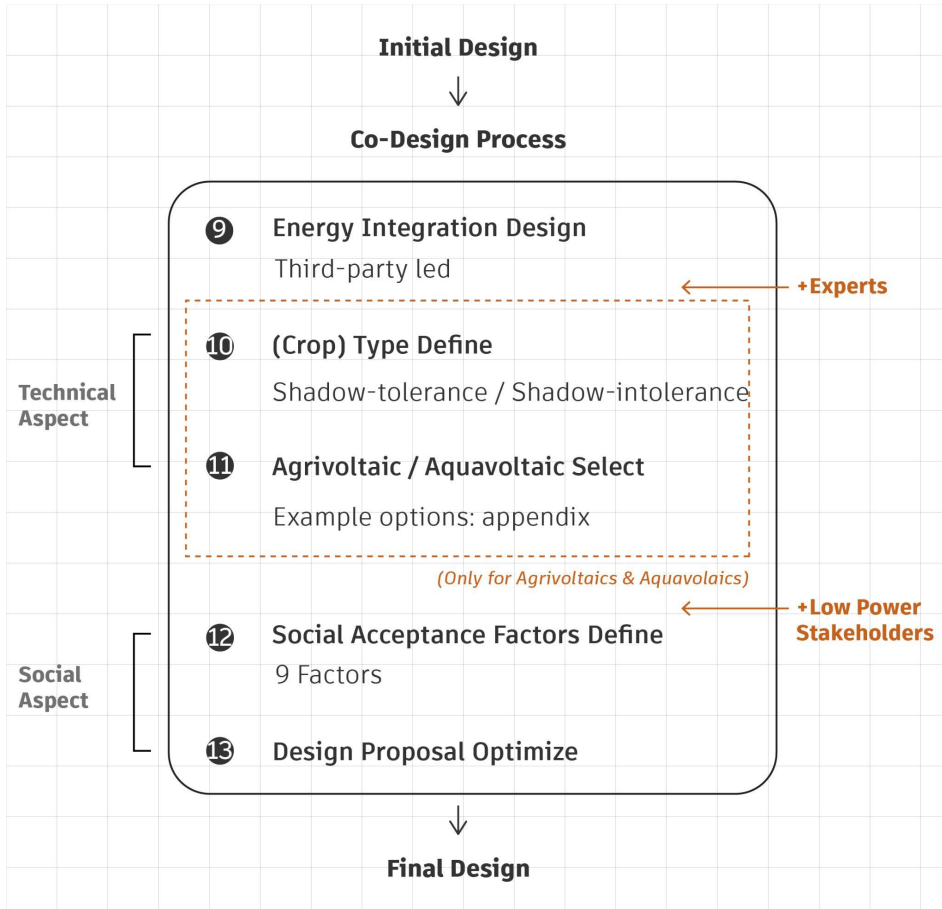 Initial Design
Co-Design Process
9 Energy Integration Design
Third-party led
+Experts
10 (Crop) Type Define
Technical
Aspect
Shadow-tolerance / Shadow-intolerance
11 Agrivoltaic / Aquavoltaic Select
Example options: appendix
(Only for Agrivoltaics & Aquavolaics)
+Low Power
Stakeholders
12 Social Acceptance Factors Define
9 Factors
Social
Aspect
13 Design Proposal Optimize
Final Design